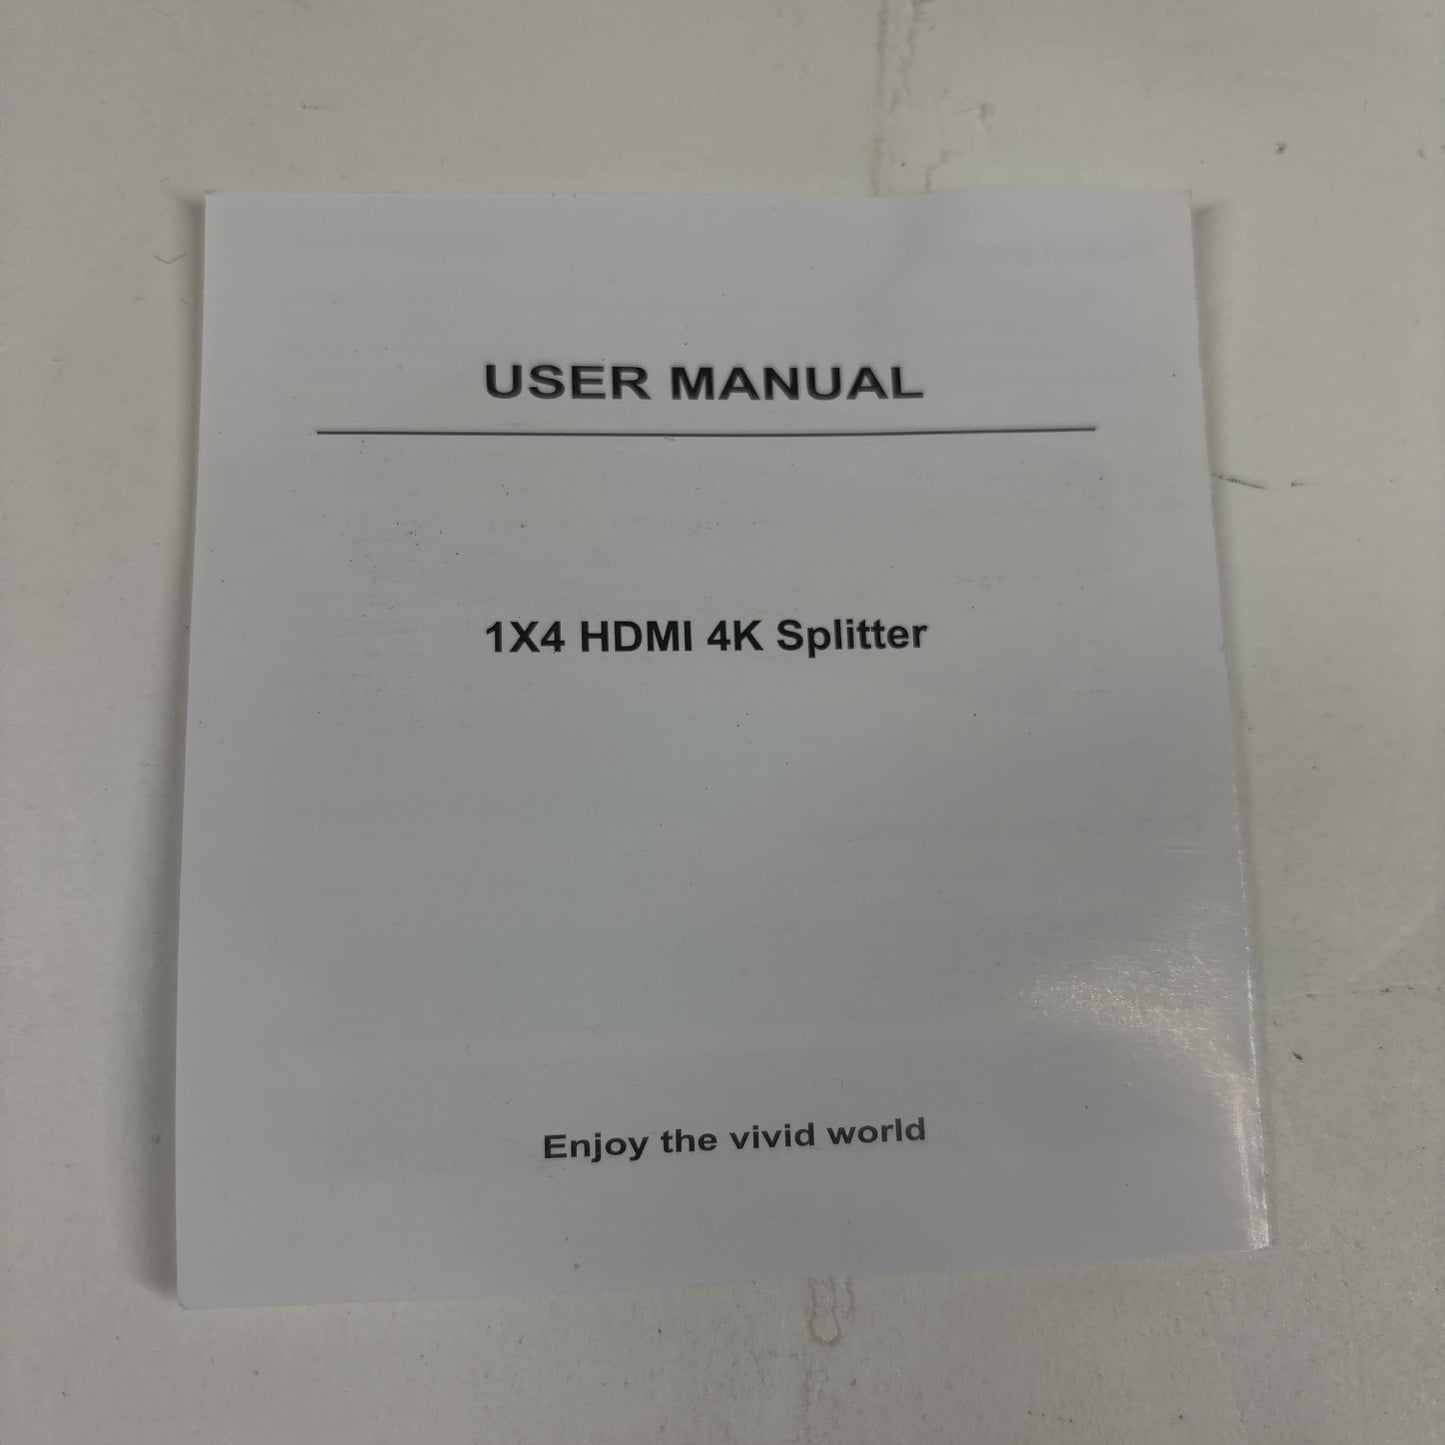 USER MANUAL
1X4 HDMI 4K Splitter
Enjoy the vivid world